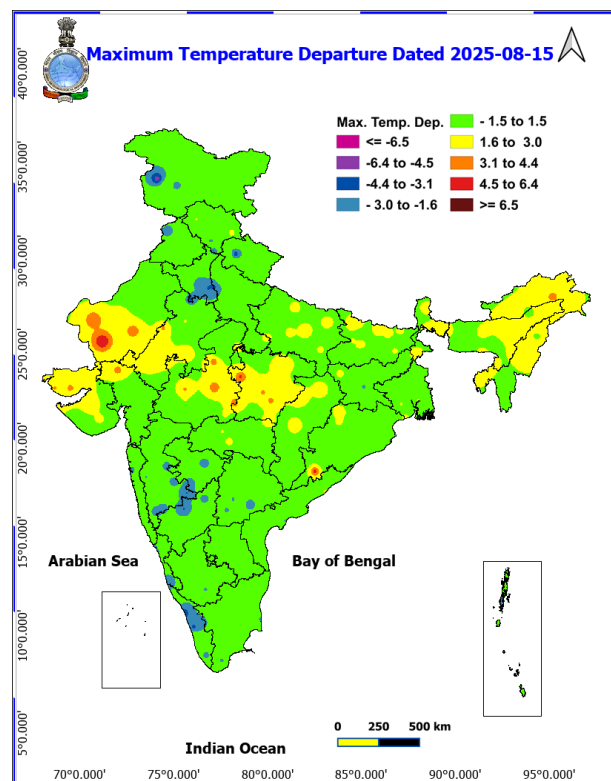 Maximum Temperature Departure Dated 2025-08-15
Max. Temp. Dep.
<= -6.5
-6.4 to -4.5
-4.4 to -3.1
- 3.0 to -1.6
- 1.5 to 1.5
1.6 to 3.0
3.1 to 4.4
4.5 to 6.4
>= 6.5
40°0.000'
35°0.000'
30°0.000'
25°0.000'
20°0.000'
15°0.000'
10°0.000'
5°0.000'
Arabian Sea
Bay of Bengal
Indian Ocean
0 250 500 km
70°0.000' 75°0.000' 80°0.000' 85°0.000' 90°0.000' 95°0.000'